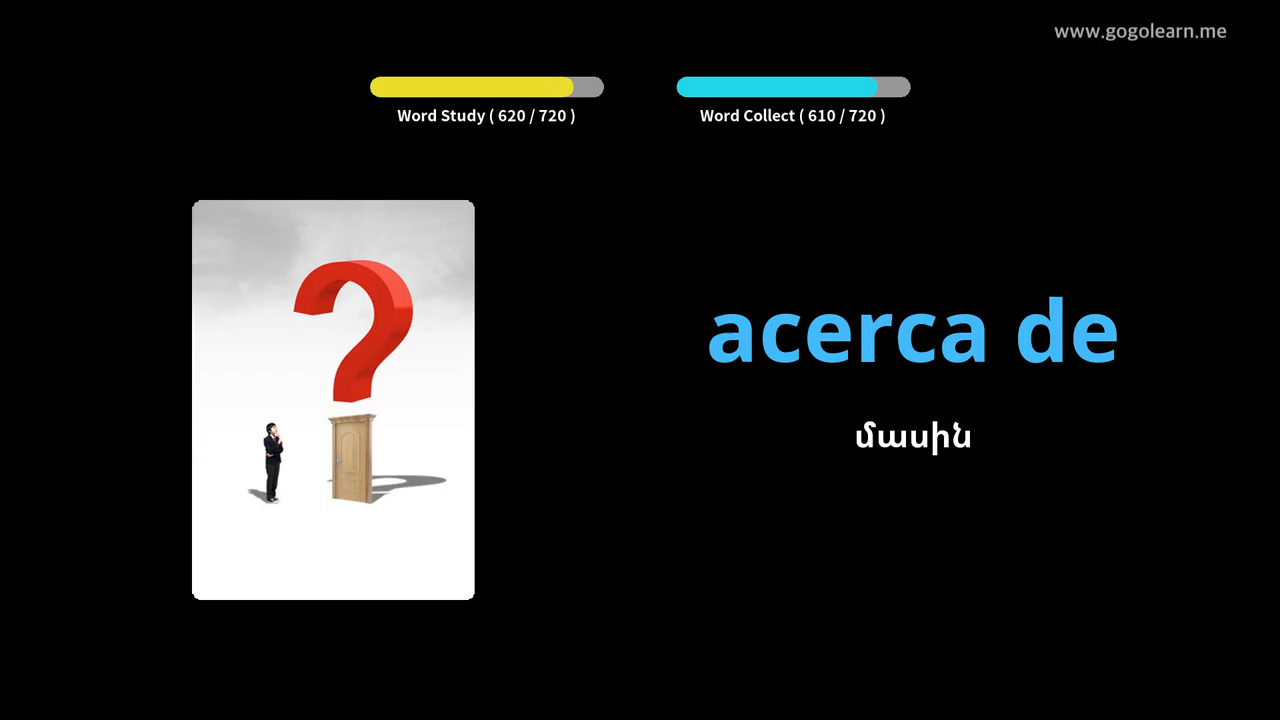 www.gogolearn.me
Word Study ( 620 / 720 )
Word Collect ( 610 / 720 )
acerca de
մասին